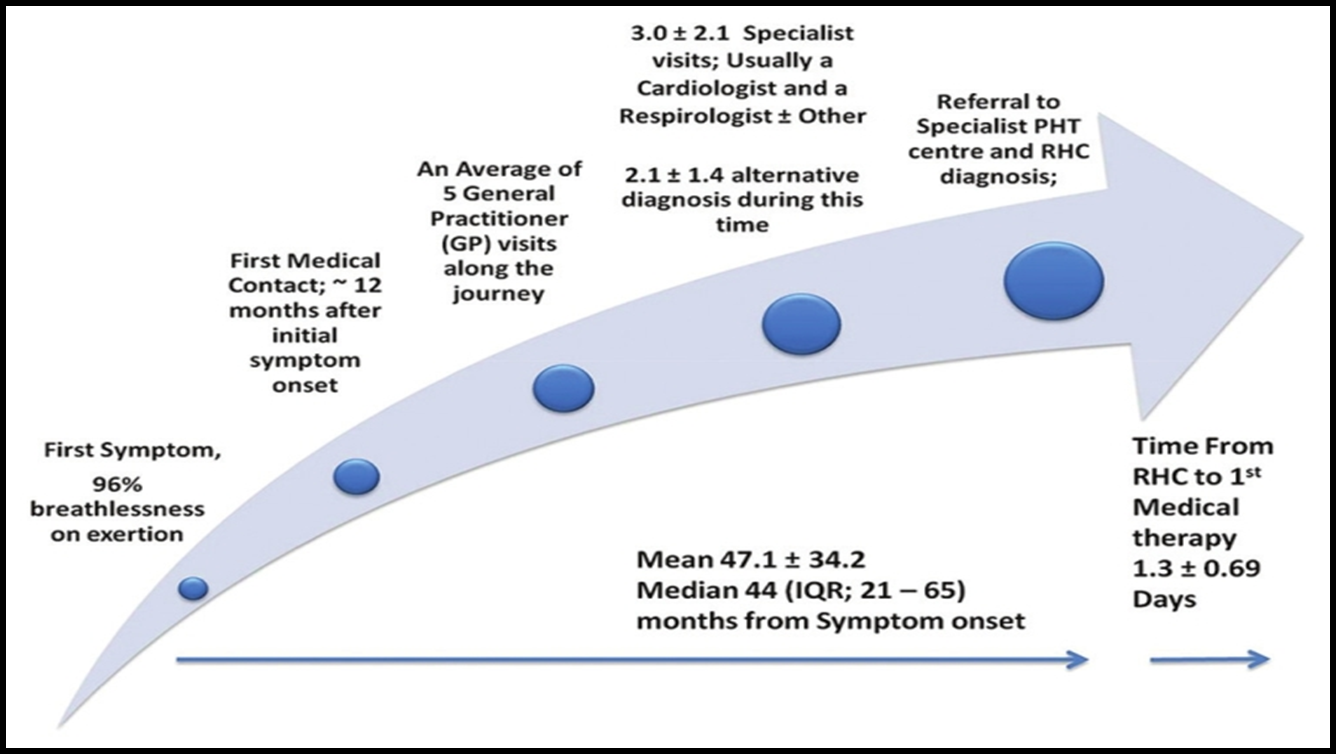 First Symptom,
96%
breathlessness
on exertion
First Medical
Contact; ~ 12
months after
initial
symptom
onset
An Average of
5 General
Practitioner
(GP) visits
along the
journey
3.0 ± 2.1  Specialist
visits; Usually a
Cardiologist and a
Respirologist ± Other
2.1 ± 1.4 alternative
diagnosis during this
time
Referral to
Specialist PHT
centre and RHC
diagnosis;
Mean 47.1 ± 34.2
Median 44 (IQR; 21 – 65)
months from Symptom onset
Time From
RHC to 1st
Medical
therapy
1.3 ± 0.69
Days